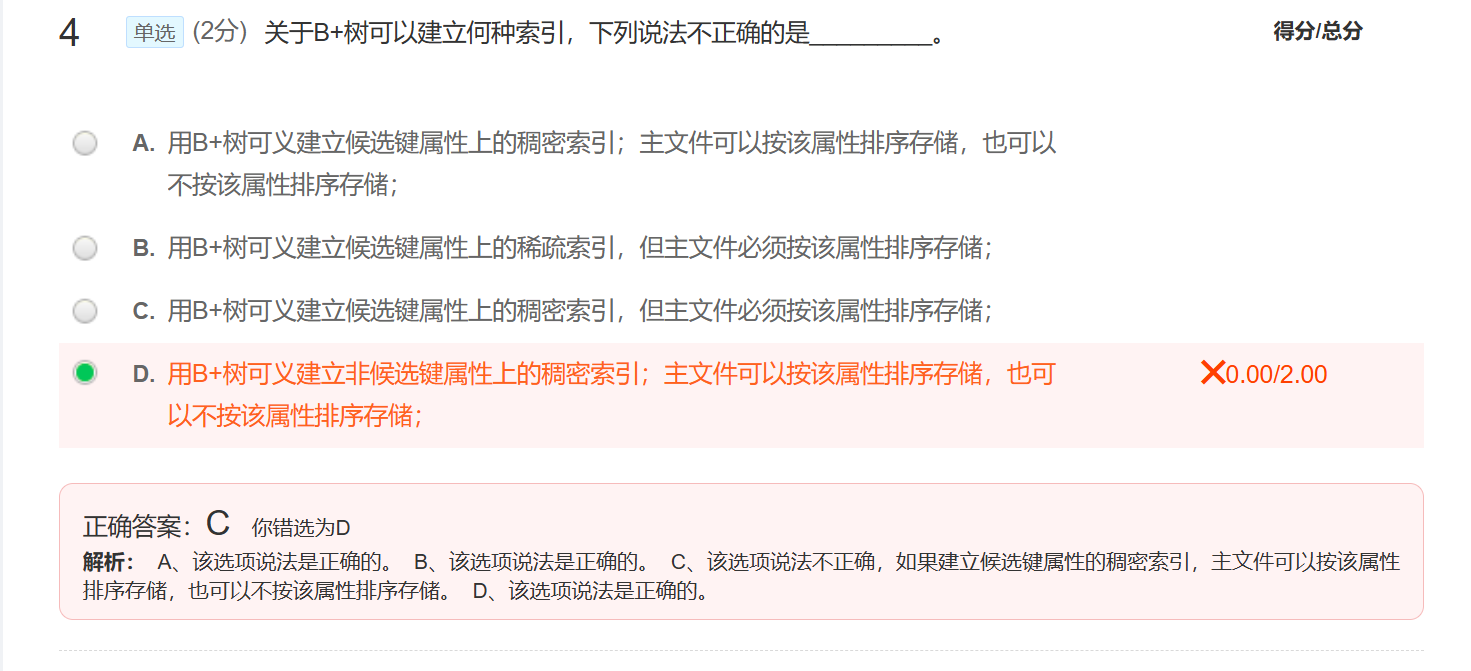 4 单选 (2分) 关于B+树可以建立何种索引，下列说法不正确的是__________。 得分/总分
A. 用B+树可义建立候选键属性上的稠密索引；主文件可以按该属性排序存储，也可以
不按该属性排序存储；
B. 用B+树可义建立候选键属性上的稀疏索引，但主文件必须按该属性排序存储；
C. 用B+树可义建立候选键属性上的稠密索引，但主文件必须按该属性排序存储；
D. 用B+树可义建立非候选键属性上的稠密索引；主文件可以按该属性排序存储，也可 0.00/2.00
以不按该属性排序存储；
正确答案：C 你错选为D
解析： A、该选项说法是正确的。 B、该选项说法是正确的。 C、该选项说法不正确，如果建立候选键属性的稠密索引，主文件可以按该属性
排序存储，也可以不按该属性排序存储。 D、该选项说法是正确的。